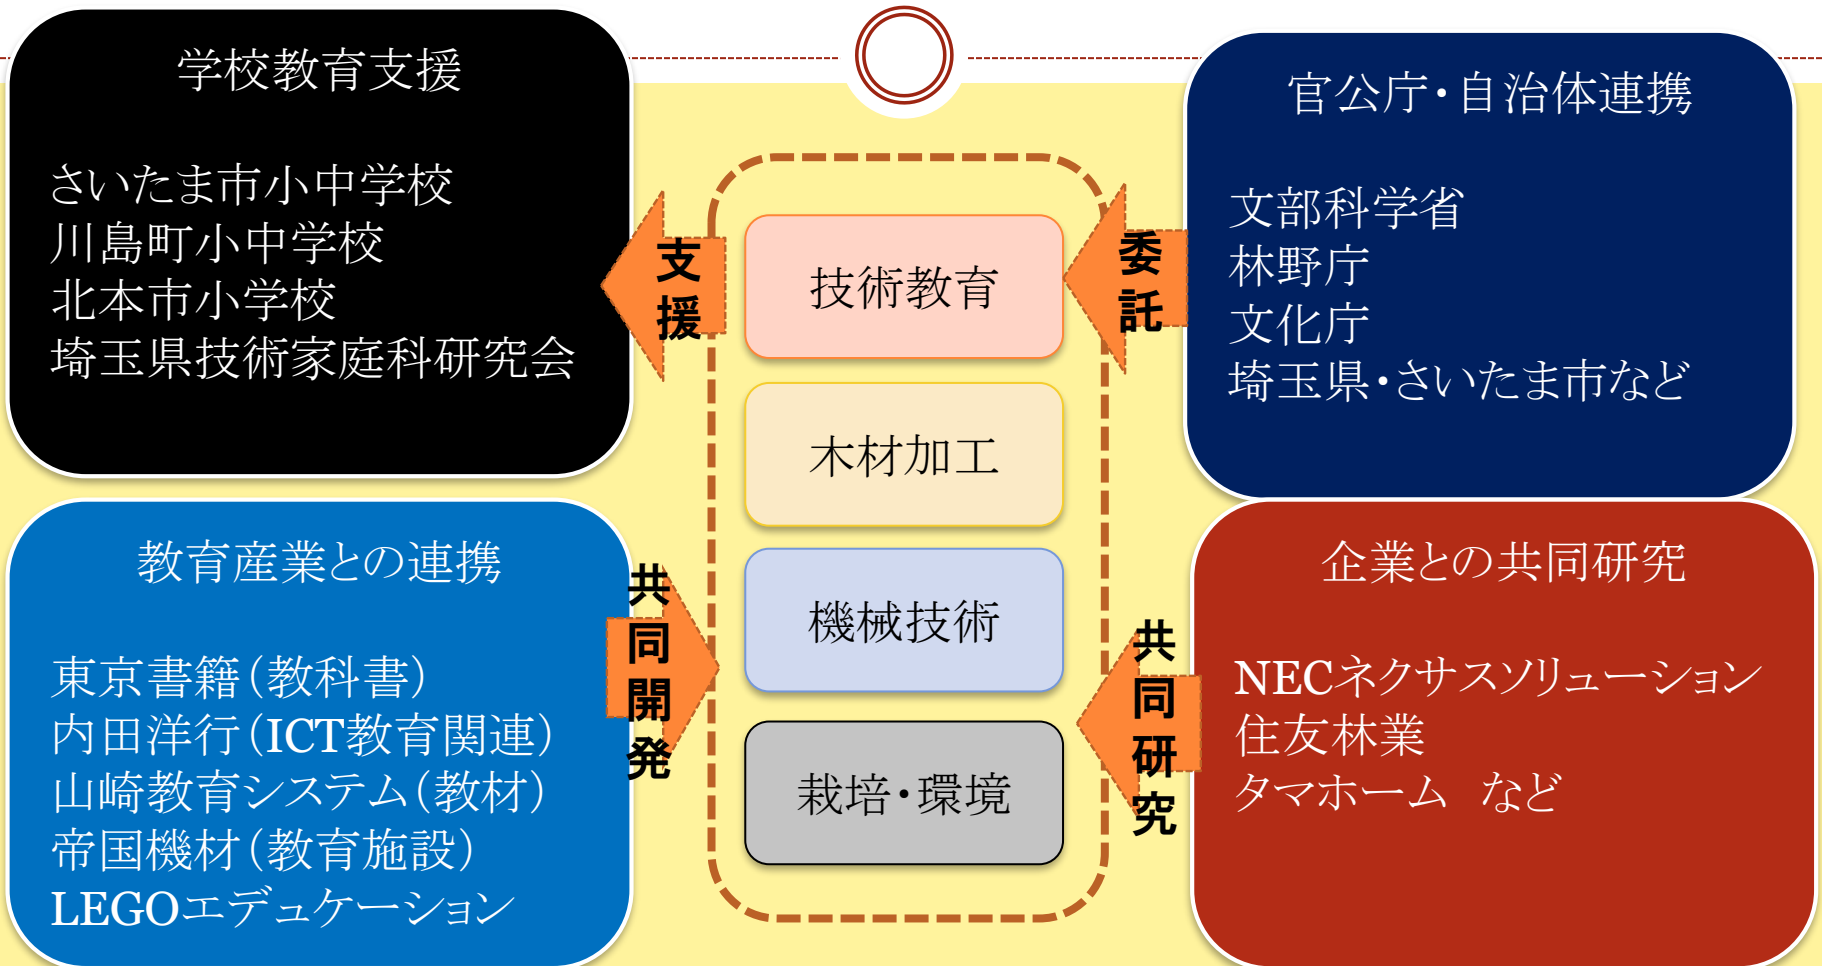 学校教育支援
さいたま市小中学校
川島町小中学校
北本市小学校
埼玉県技術家庭科研究会
支援
技術教育
木材加工
機械技術
栽培・環境
委託
官公庁・自治体連携
文部科学省
林野庁
文化庁
埼玉県・さいたま市など
教育産業との連携
東京書籍（教科書）
内田洋行（ICT教育関連）
山崎教育システム（教材）
帝国機材（教育施設）
LEGOエデュケーション
共同開発
共同研究
企業との共同研究
NECネクサスソリューション
住友林業
タマホーム　など